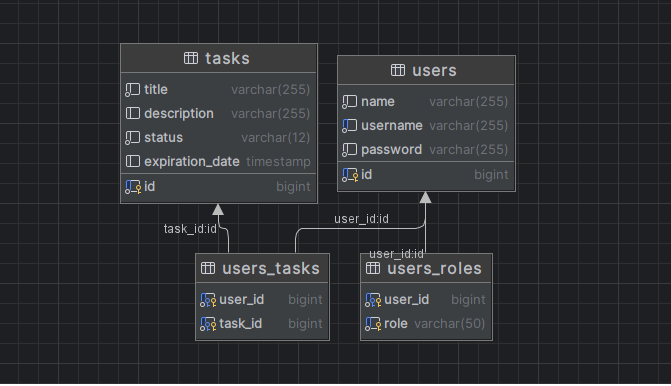 tasks
title varchar(255)
description varchar(255)
status varchar(12)
expiration_date timestamp
id bigint
users
name varchar(255)
username varchar(255)
password varchar(255)
id bigint
task_id:id
user_id:id
user_id:id
users_tasks
user_id bigint
task_id bigint
users_roles
user_id bigint
role varchar(50)